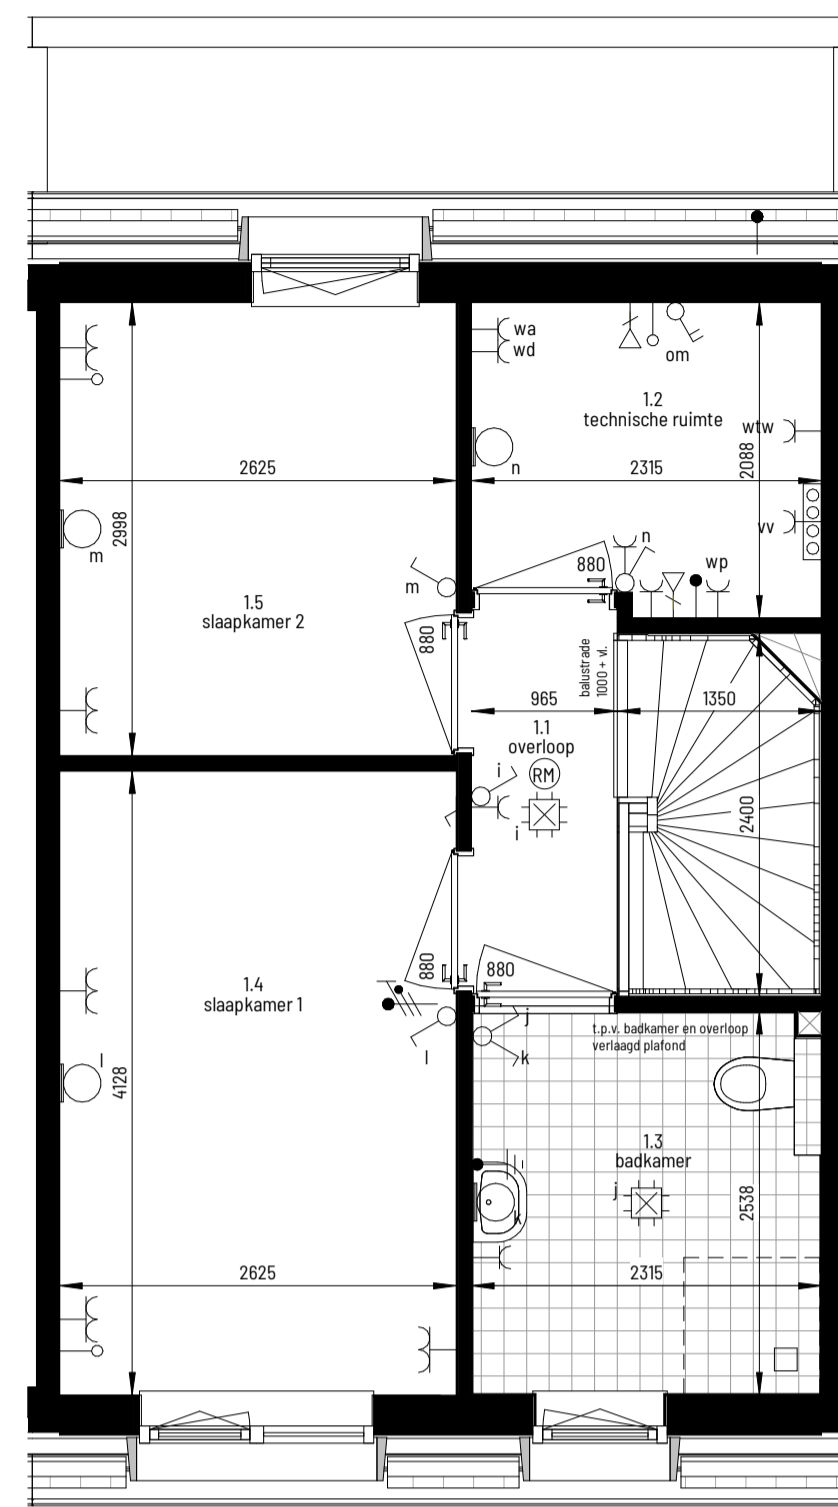 wa
wd
om
1.2
technische ruimte
wtw
2625
2315
2088
n
vv
m
2998
n
880
wp
m
1.5
slaapkamer 2
880
balustrade
1000 + vl.
965
1350
1.1
overloop
i
RM
i
2400
1.4
slaapkamer 1
880
880
j
t.p.v. badkamer en overloop
verlaagd plafond
l
k
l
4128
1.3
badkamer
j
k
2538
2625
2315